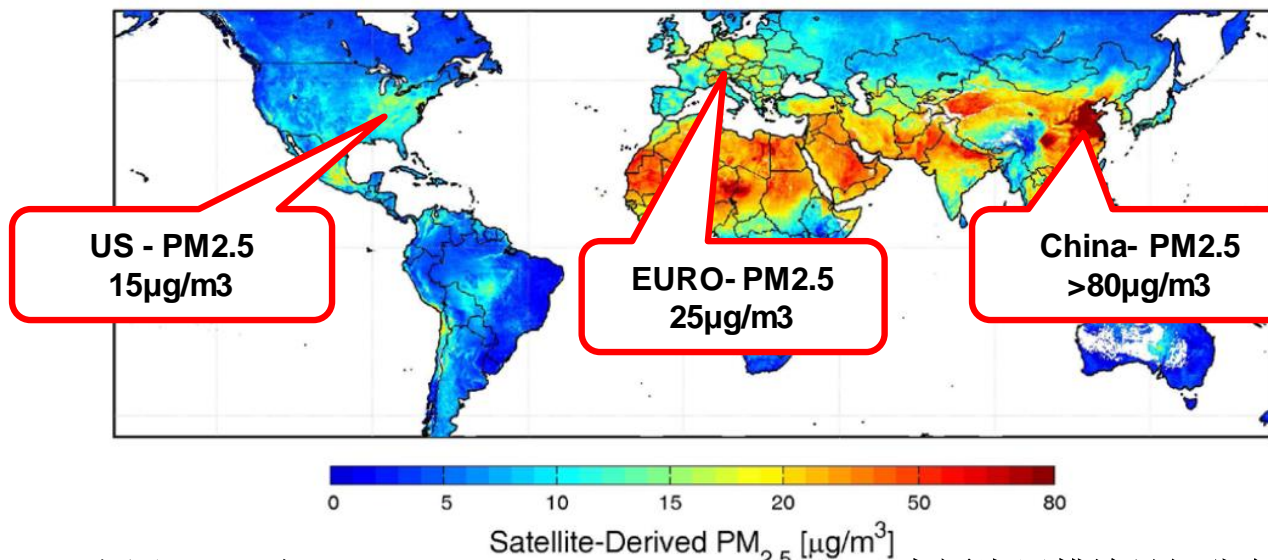 US - PM2.5
15µg/m3
EURO- PM2.5
25µg/m3
China- PM2.5
>80µg/m3
0 5 10 15 20 50 80
Satellite-Derived PM2.5 [µg/m³]